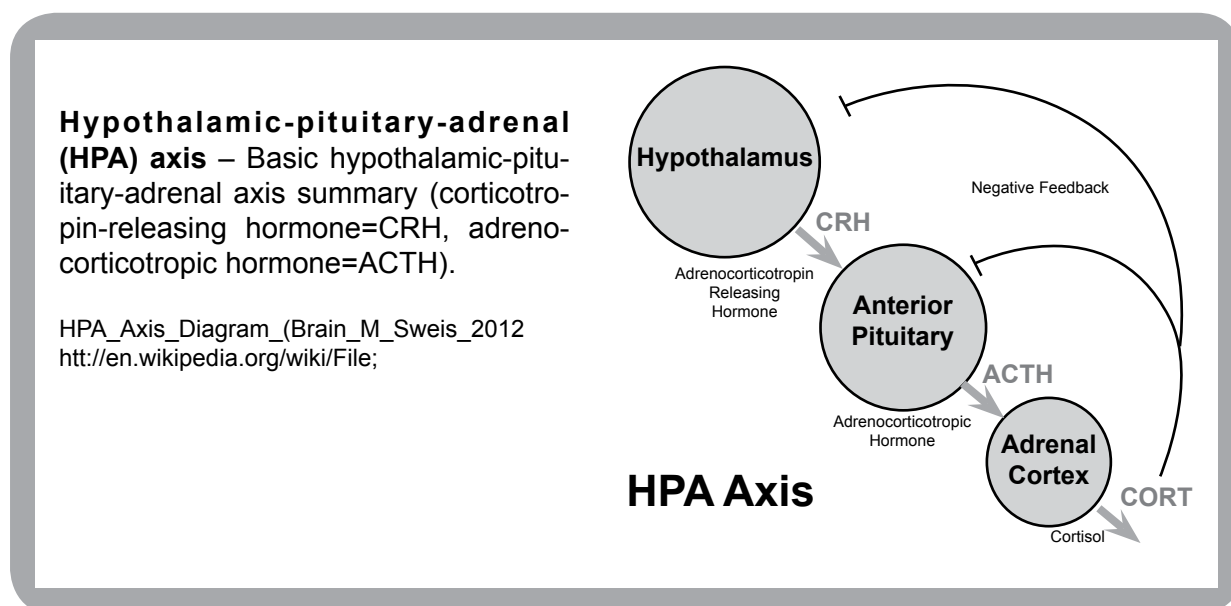 Hypothalamic-pituitary-adrenal
(HPA) axis – Basic hypothalamic-pitu-
itary-adrenal axis summary (corticotro-
pin-releasing hormone=CRH, adreno-
corticotropic hormone=ACTH).
HPA_Axis_Diagram_(Brain_M_Sweis_2012
htt://en.wikipedia.org/wiki/File;
Hypothalamus
Negative Feedback
CRH
Adrenocorticotropin
Releasing
Hormone
Anterior
Pituitary
ACTH
Adrenocorticotropic
Hormone
Adrenal
Cortex
HPA Axis
CORT
Cortisol